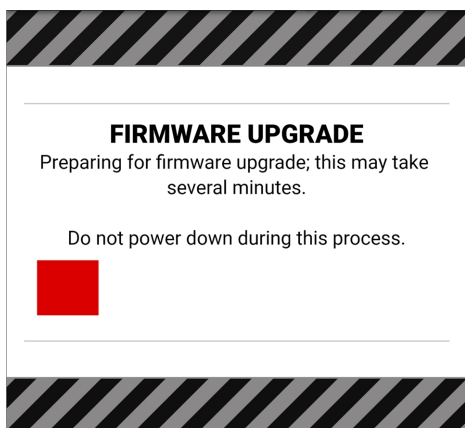 FIRMWARE UPGRADE
Preparing for firmware upgrade; this may take
several minutes.
Do not power down during this process.